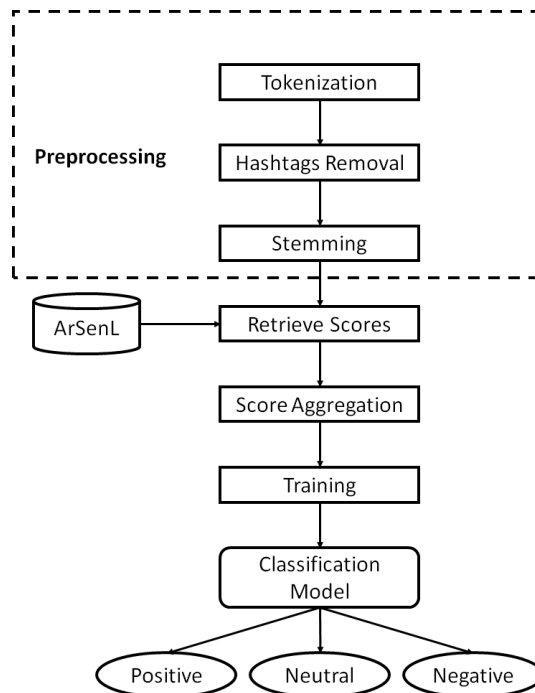 Tokenization
Preprocessing
Hashtags Removal
Stemming
ArSenL
Retrieve Scores
Score Aggregation
Training
Classification
Model
Positive
Neutral
Negative